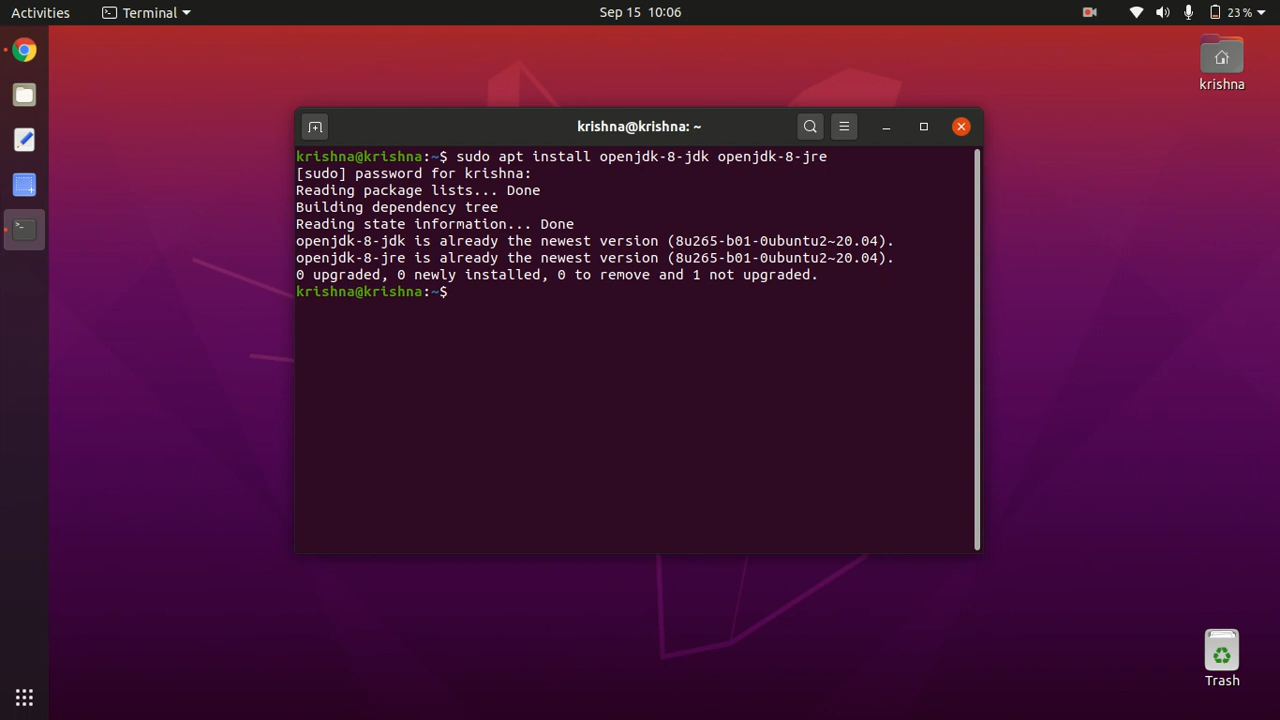 Activities Terminal Sep 15 10:06 23 %
krishna
krishna@krishna: ~
krishna@krishna:~$ sudo apt install openjdk-8-jdk openjdk-8-jre
[sudo] password for krishna:
Reading package lists... Done
Building dependency tree
Reading state information... Done
openjdk-8-jdk is already the newest version (8u265-b01-0ubuntu2~20.04).
openjdk-8-jre is already the newest version (8u265-b01-0ubuntu2~20.04).
0 upgraded, 0 newly installed, 0 to remove and 1 not upgraded.
krishna@krishna:~$
Trash